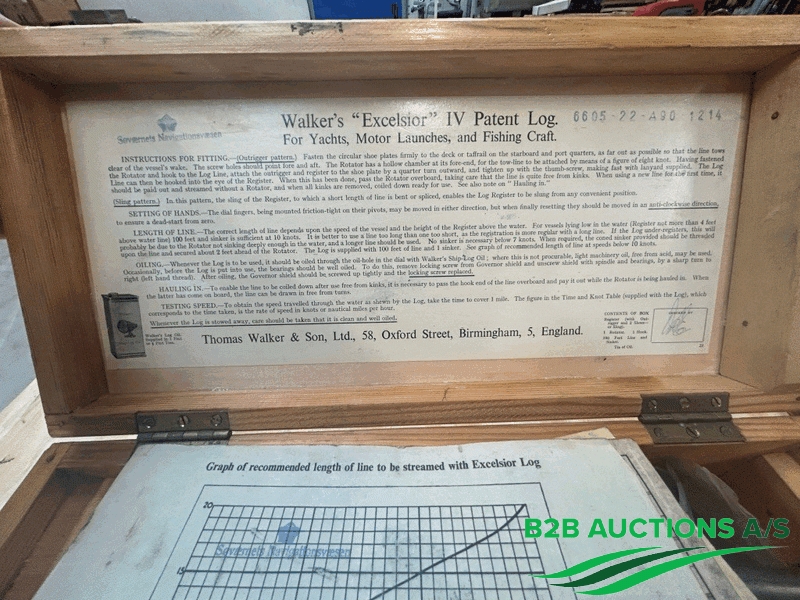 Walker's "Excelsior" IV Patent Log.
6605-22-A90 1214
Søværnets Navigationsvæsen
For Yachts, Motor Launches, and Fishing Craft.
INSTRUCTIONS FOR FITTING.—(Outrigger pattern.) Fasten the circular shoe plates firmly to the deck or taffrail on the starboard and port quarters, as far out as possible so that the line tows
clear of the vessel's wake. The screw holes should point fore and aft. The Rotator has a hollow chamber at its fore-end, for the tow-line to be attached by means of a figure of eight knot. Having fastened
the Rotator and hook to the Log Line, attach the outrigger and register to the shoe plate by a quarter turn outward, and tighten up with the thumb-screw, making fast with lanyard supplied. The Log
Line can then be hooked into the eye of the Register. When this has been done, pass the Rotator overboard, taking care that the line is quite free from kinks. When using a new line for the first time, it
should be paid out and streamed without a Rotator, and when all kinks are removed, coiled down ready for use. See also note on "Hauling in."
(Sling pattern.) In this pattern, the sling of the Register, to which a short length of line is bent or spliced, enables the Log Register to be slung from any convenient position.
SETTING OF HANDS.—The dial fingers, being mounted friction-tight on their pivots, may be moved in either direction, but when finally resetting they should be moved in an anti-clockwise direction,
to ensure a dead-start from zero.
LENGTH OF LINE.—The correct length of line depends upon the speed of the vessel and the height of the Register above the water. For vessels lying low in the water (Register not more than 4 feet
above water line) 100 feet and sinker is sufficient at 10 knots. It is better to use a line too long than one too short, as the registration is more regular with a long line. If the Log under-registers, this will
probably be due to the Rotator not sinking deeply enough in the water, and a longer line should be used. No sinker is necessary below 7 knots. When required, the coned sinker provided should be threaded
upon the line and secured about 2 feet ahead of the Rotator. The Log is supplied with 100 feet of line and 1 sinker. See graph of recommended length of line at speeds below 10 knots.
OILING.—Whenever the Log is to be used, it should be oiled through the oil-hole in the dial with Walker's Ship Log Oil; where this is not procurable, light machinery oil, free from acid, may be used.
Occasionally, before the Log is put into use, the bearings should be well oiled. To do this, remove locking screw from Governor shield and unscrew shield with spindle and bearings, by a sharp turn to
right (left hand thread). After oiling, the Governor shield should be screwed up tightly and the locking screw replaced.
HAULING IN.—To enable the line to be coiled down after use free from kinks, it is necessary to pass the hook end of the line overboard and pay it out while the Rotator is being hauled in. When
the latter has come on board, the line can be drawn in free from turns.
TESTING SPEED.—To obtain the speed travelled through the water as shewn by the Log, take the time to cover 1 mile. The figure in the Time and Knot Table (supplied with the Log), which
corresponds to the time taken, is the rate of speed in knots or nautical miles per hour.
Whenever the Log is stowed away, care should be taken that it is clean and well oiled.
Thomas Walker & Son, Ltd., 58, Oxford Street, Birmingham, 5, England.
CONTENTS OF BOX
Graph of recommended length of line to be streamed with Excelsior Log
20
Søværnets Navigationsvæsen
15
B2B AUCTIONS A/S